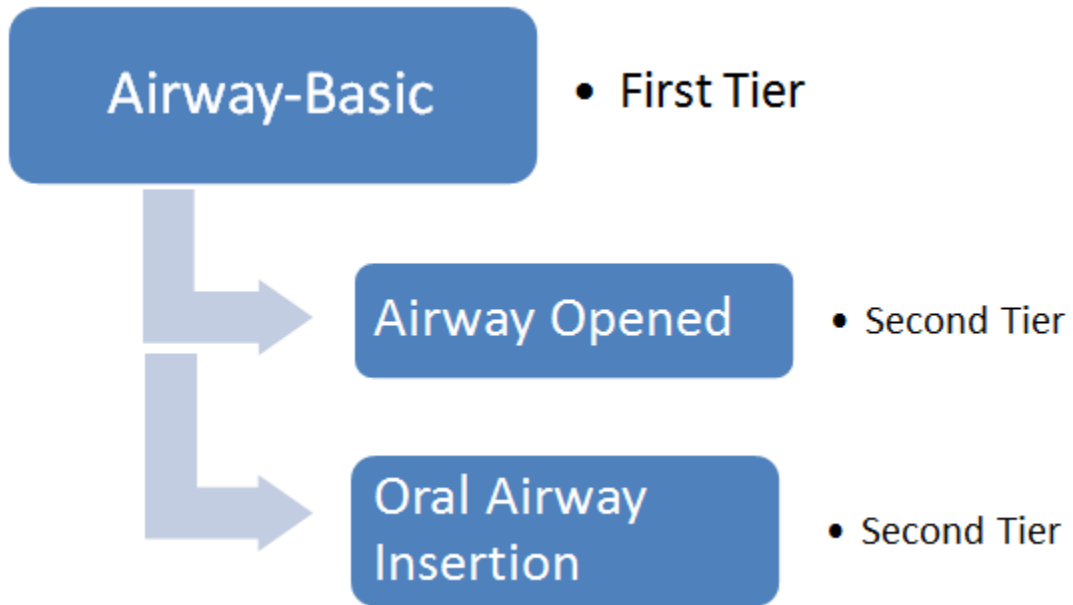 Airway-Basic
• First Tier
Airway Opened
• Second Tier
Oral Airway
Insertion
• Second Tier